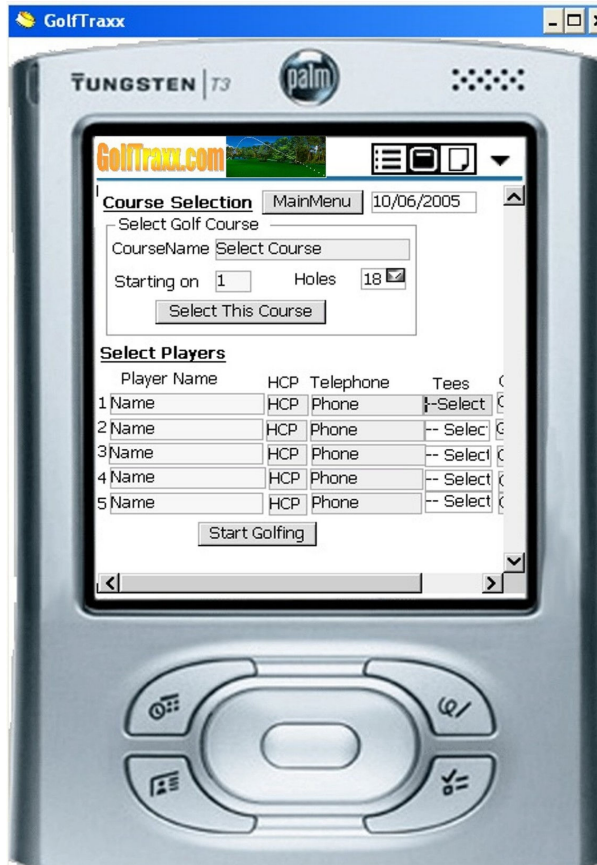 GolfTraxx
TUNGSTEN T3
palm
GolfTraxx.com
Course Selection MainMenu 10/06/2005
Select Golf Course
CourseName Select Course
Starting on 1 Holes 18
Select This Course
Select Players
Player Name HCP Telephone Tees
1 Name HCP Phone --Select
2 Name HCP Phone -- Selec
3 Name HCP Phone -- Select
4 Name HCP Phone -- Select
5 Name HCP Phone -- Select
Start Golfing